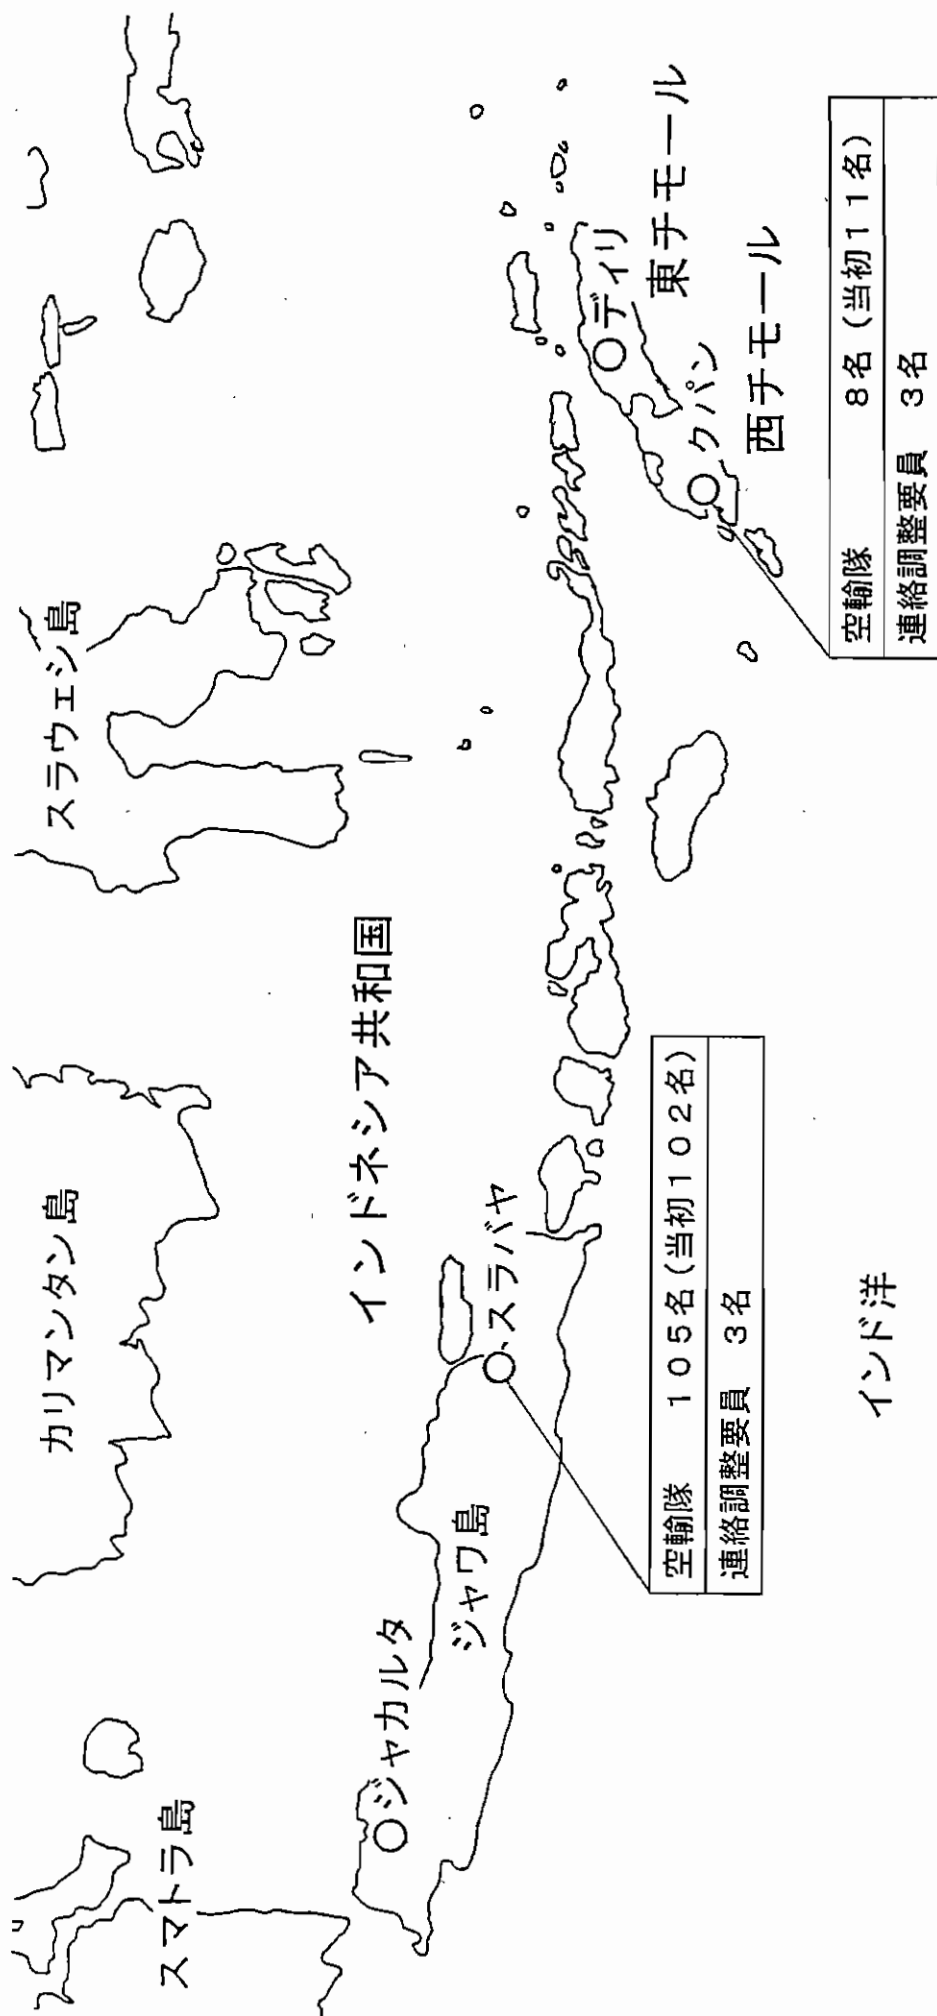 スマトラ島
カリマンタン島
スラウェシ島
インドネシア共和国
ジャカルタ
ジャワ島
スラバヤ
ディリ
東チモール
クパン
西チモール
空輸隊 105名(当初102名)
連絡調整要員 3名
空輸隊 8名(当初11名)
連絡調整要員 3名
インド洋